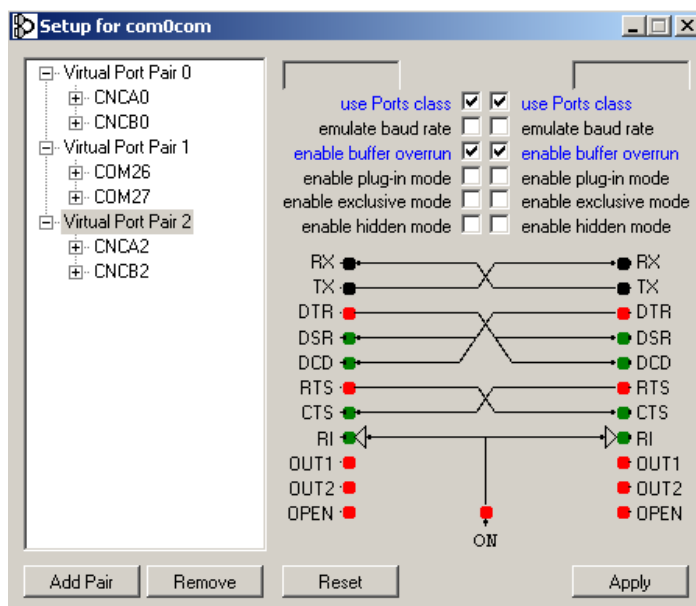 Setup for com0com
Virtual Port Pair 0
CNCA0
CNCB0
Virtual Port Pair 1
COM26
COM27
Virtual Port Pair 2
CNCA2
CNCB2
use Ports class use Ports class
emulate baud rate emulate baud rate
enable buffer overrun enable buffer overrun
enable plug-in mode enable plug-in mode
enable exclusive mode enable exclusive mode
enable hidden mode enable hidden mode
RX RX
TX TX
DTR DTR
DSR DSR
DCD DCD
RTS RTS
CTS CTS
RI RI
OUT1 OUT1
OUT2 OUT2
OPEN OPEN
ON
Add Pair Remove Reset Apply